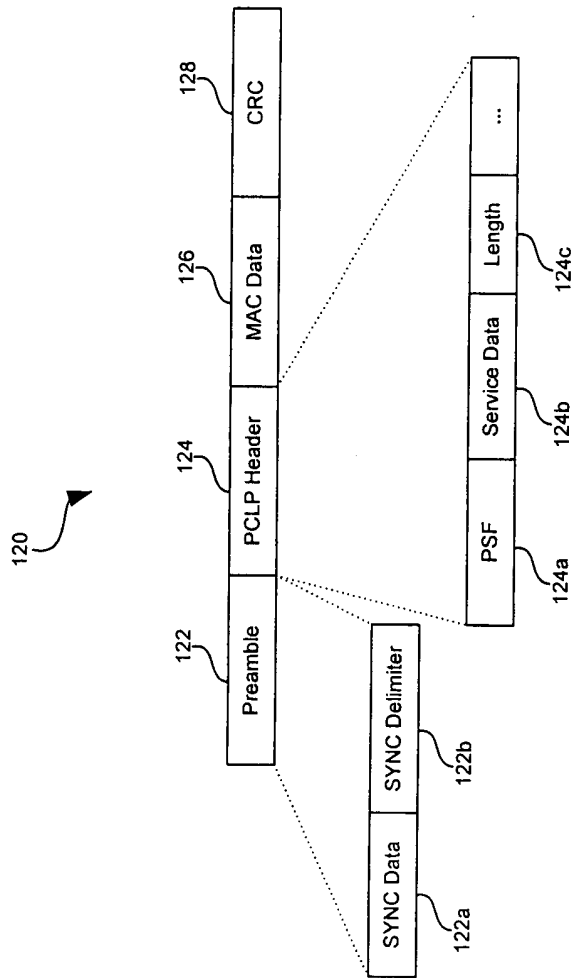 120
122
124
126
128
Preamble
PCLP Header
MAC Data
CRC
SYNC Data
SYNC Delimiter
122a
122b
PSF
Service Data
Length
...
124a
124b
124c